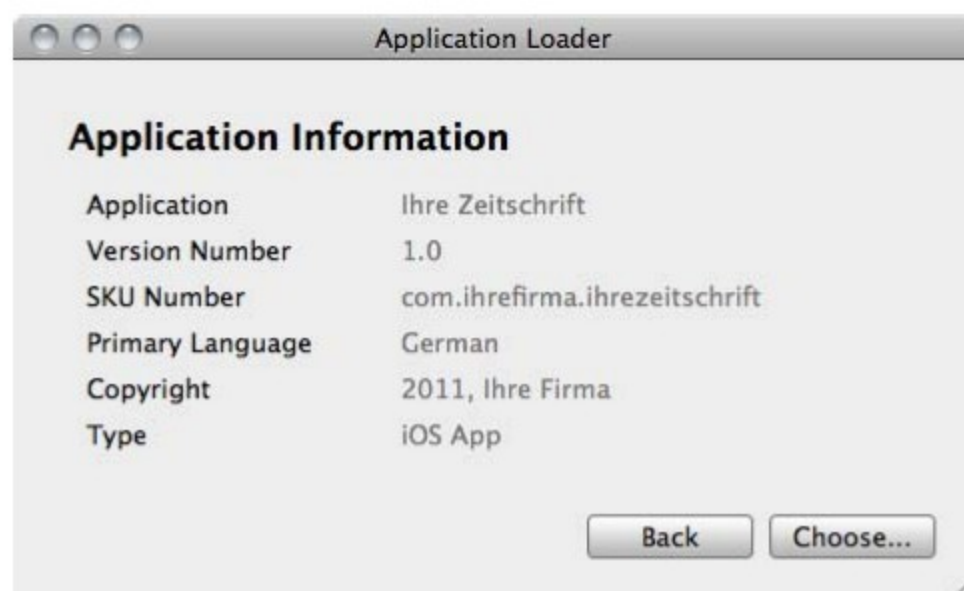 Application Loader
Application Information
Application Ihre Zeitschrift
Version Number 1.0
SKU Number com.ihrefirma.ihrezeitschrift
Primary Language German
Copyright 2011, Ihre Firma
Type iOS App
Back Choose...